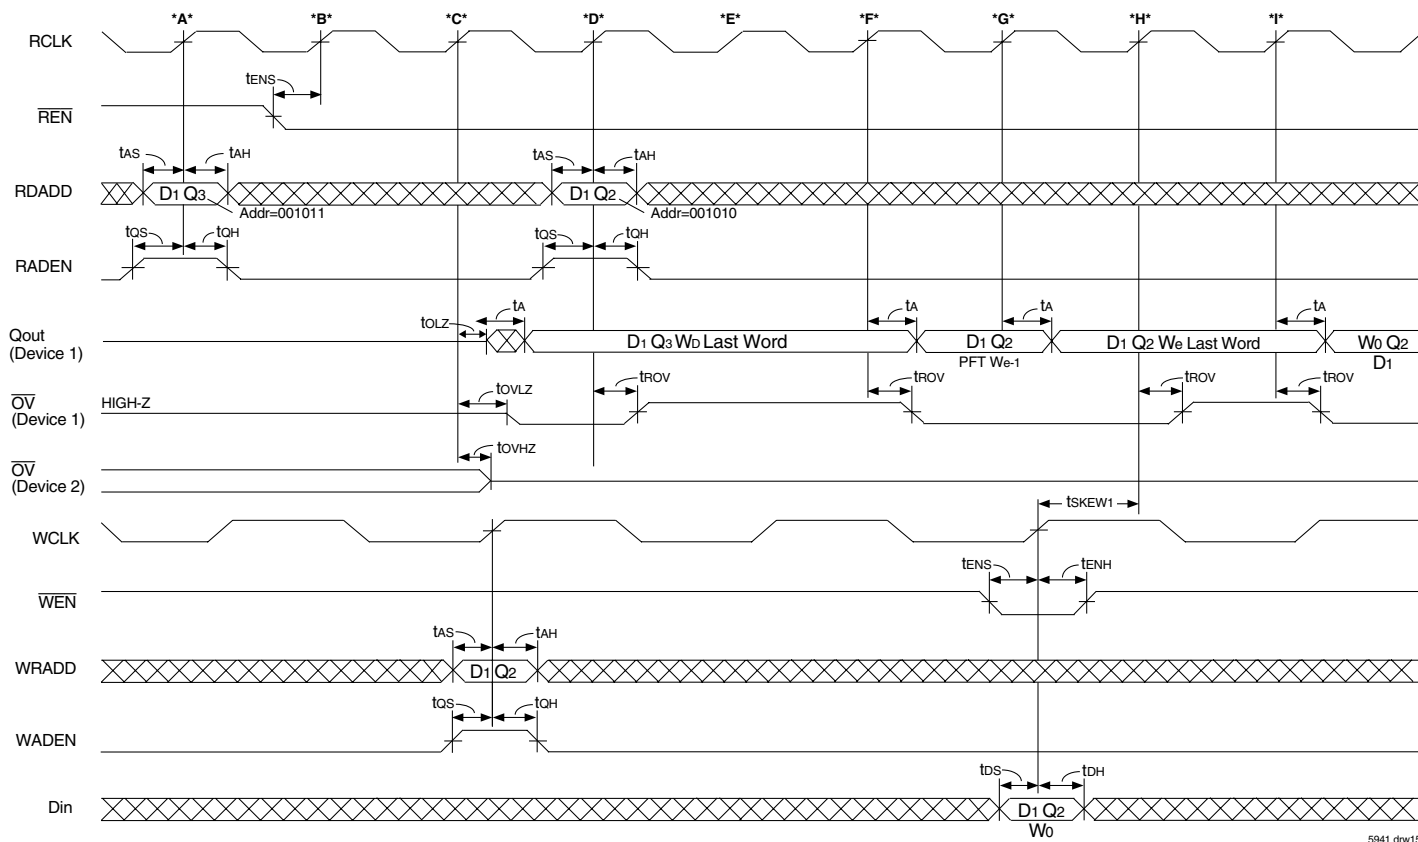 *A* *B* *C* *D* *E* *F* *G* *H* *I*
RCLK
tENS
REN
tAS tAH tAS tAH
RDADD D1 Q3 D1 Q2
Addr=001011 Addr=001010
tQS tQH tQS tQH
RADEN
tOLZ tA tA tA tA
Qout
(Device 1)
D1 Q3 WD Last Word D1 Q2 D1 Q2 We Last Word W0 Q2
PFT We-1 D1
tOVLZ tROV tROV tROV tROV
OV
(Device 1)
HIGH-Z
tOVHZ
OV
(Device 2)
tSKEW1
WCLK
tENS tENH
WEN
tAS tAH
WRADD D1 Q2
tQS tQH
WADEN
tDS tDH
Din D1 Q2
W0
5941 drw15